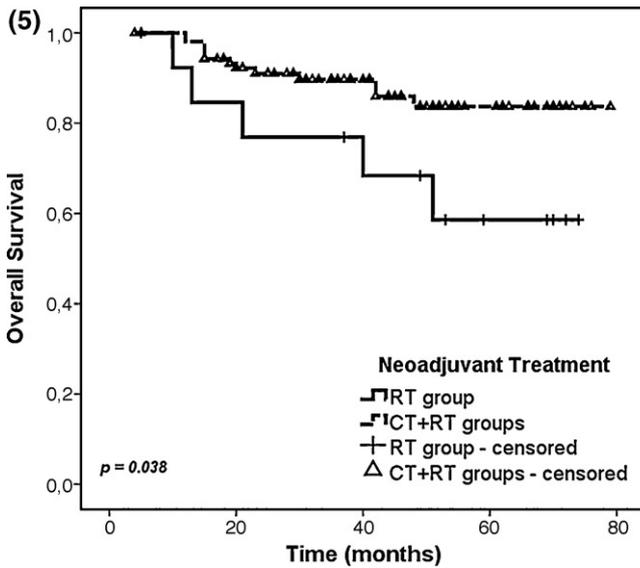 (5)
1,0
0,8
0,6
0,4
0,2
0,0
Overall Survival
Neoadjuvant Treatment
RT group
CT+RT groups
RT group - censored
CT+RT groups - censored
p = 0.038
0 20 40 60 80
Time (months)